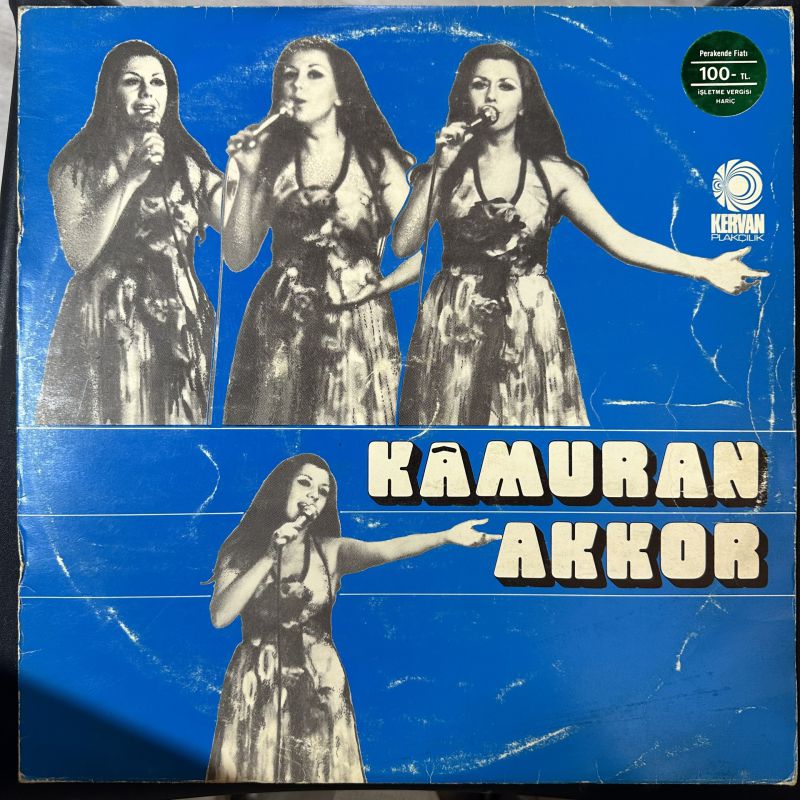 Perakende Fiatı
100- TL.
İŞLETME VERGİSİ
HARİÇ
KERVAN
PLAKÇILIK
KÂMURAN
AKKOR